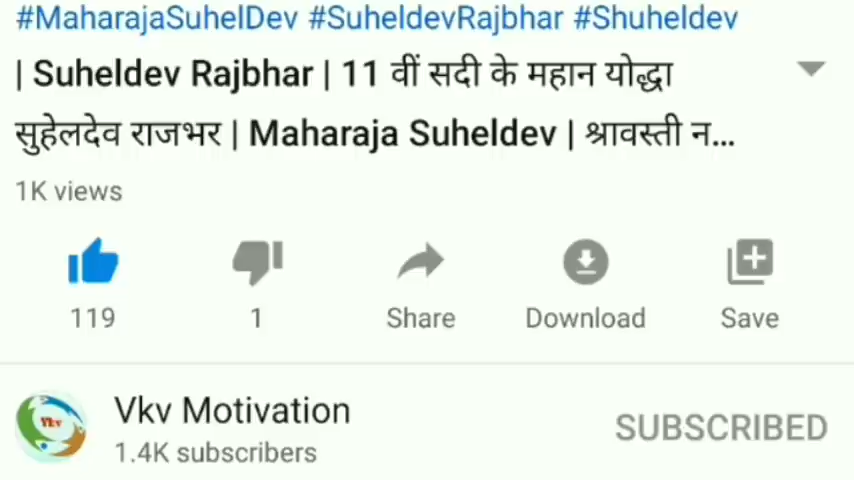 #MaharajaSuhelDev #SuheldevRajbhar #Shuheldev
| Suheldev Rajbhar | 11 वीं सदी के महान योद्धा
सुहेलदेव राजभर | Maharaja Suheldev | श्रावस्ती न...
1K views
119 1 Share Download Save
Vkv
Vkv Motivation
1.4K subscribers
SUBSCRIBED